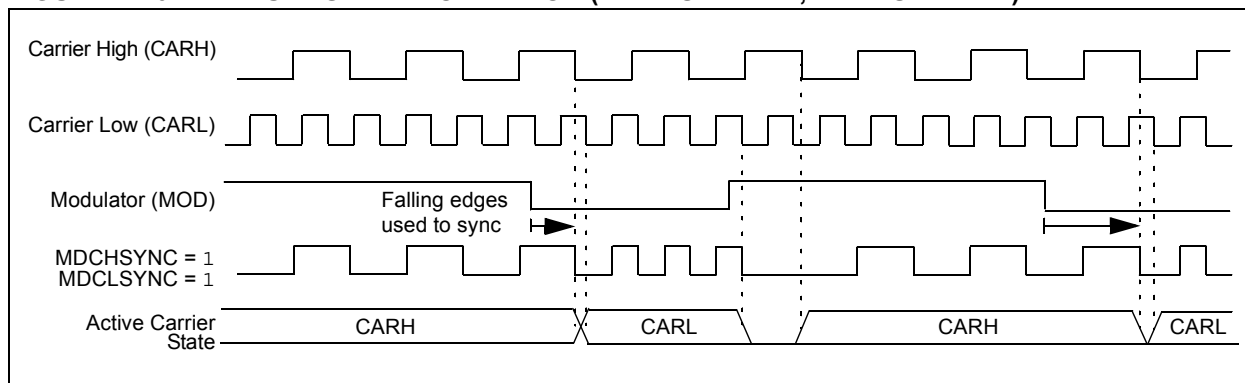 Carrier High (CARH)
Carrier Low (CARL)
Modulator (MOD)
Falling edges
used to sync
MDCHSYNC = 1
MDCLSYNC = 1
Active Carrier
State
CARH
CARL
CARH
CARL